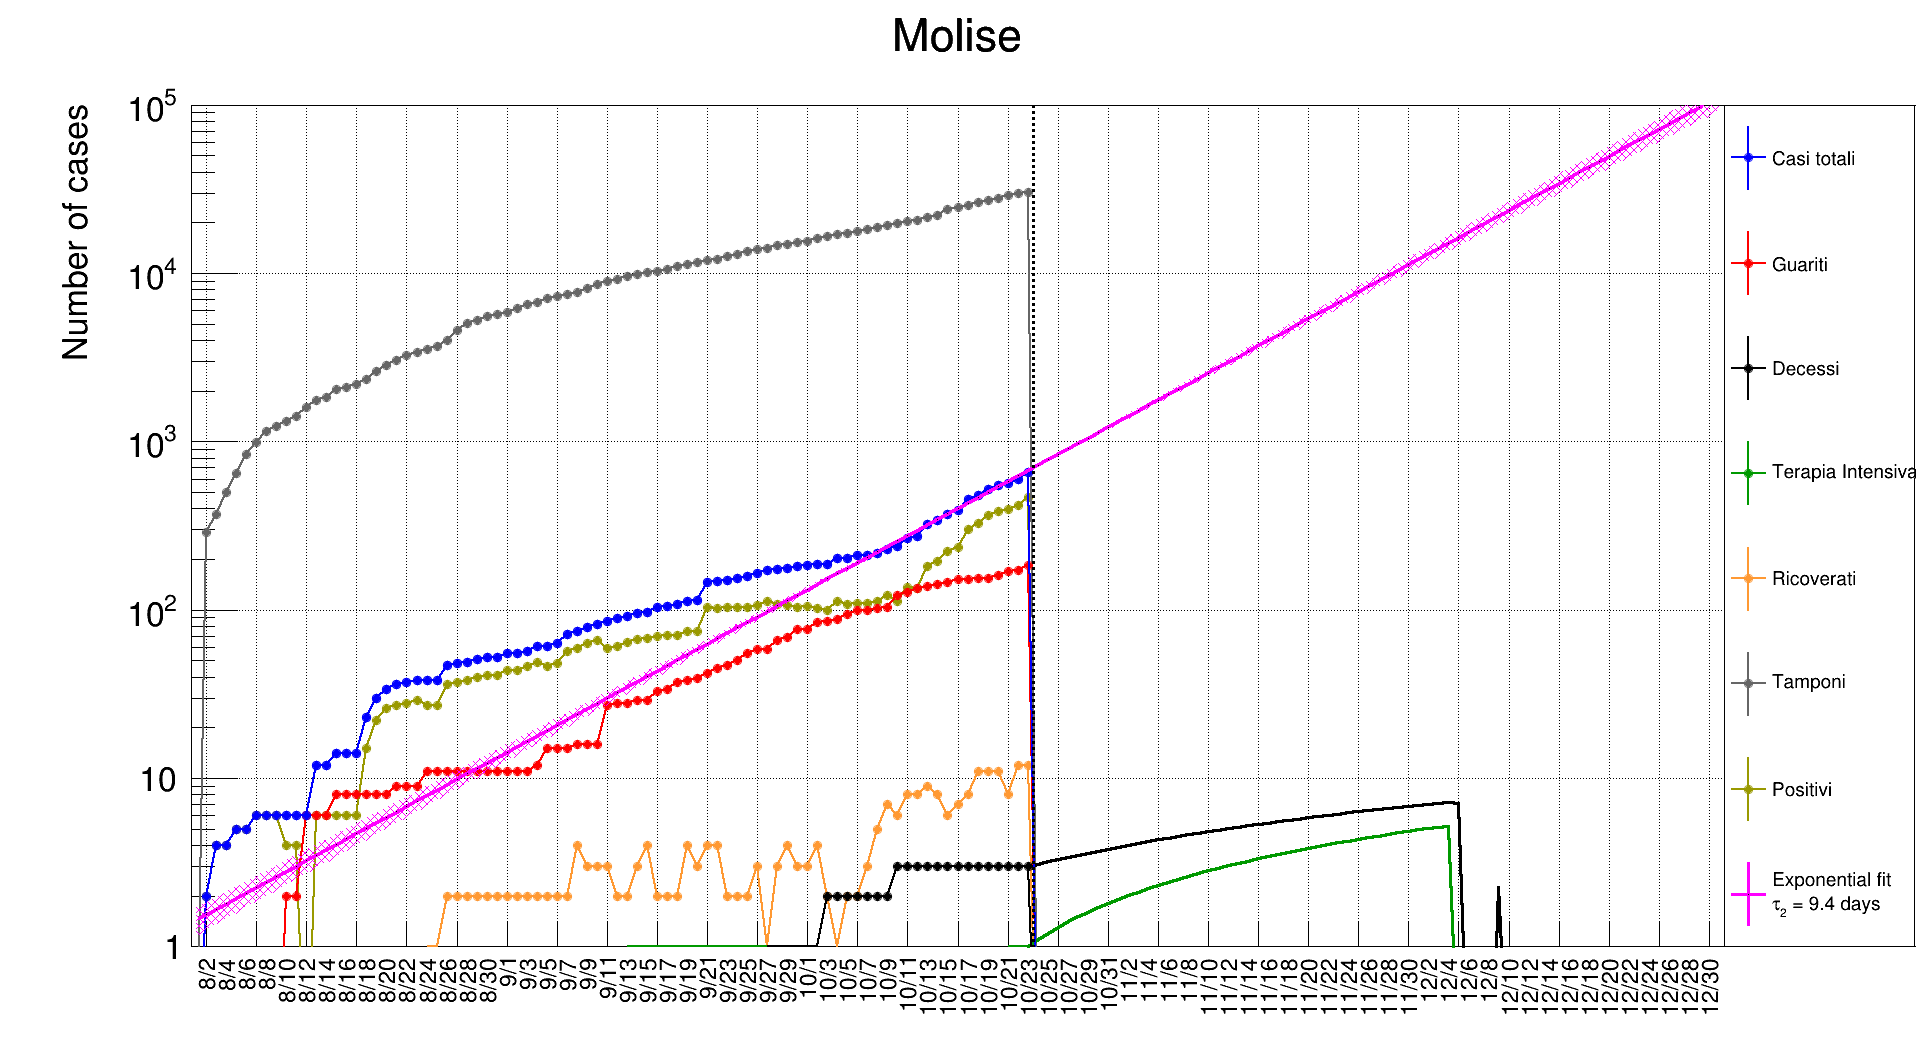 Molise
Number of cases
10⁵
10⁴
10³
10²
10
1
8/2 8/4 8/6 8/8 8/10 8/12 8/14 8/16 8/18 8/20 8/22 8/24 8/26 8/28 8/30 9/1 9/3 9/5 9/7 9/9 9/11 9/13 9/15 9/17 9/19 9/21 9/23 9/25 9/27 9/29 10/1 10/3 10/5 10/7 10/9 10/11 10/13 10/15 10/17 10/19 10/21 10/23 10/25 10/27 10/29 10/31 11/2 11/4 11/6 11/8 11/10 11/12 11/14 11/16 11/18 11/20 11/22 11/24 11/26 11/28 11/30 12/2 12/4 12/6 12/8 12/10 12/12 12/14 12/16 12/18 12/20 12/22 12/24 12/26 12/28 12/30
Casi totali
Guariti
Decessi
Terapia Intensiva
Ricoverati
Tamponi
Positivi
Exponential fit
τ₂ = 9.4 days